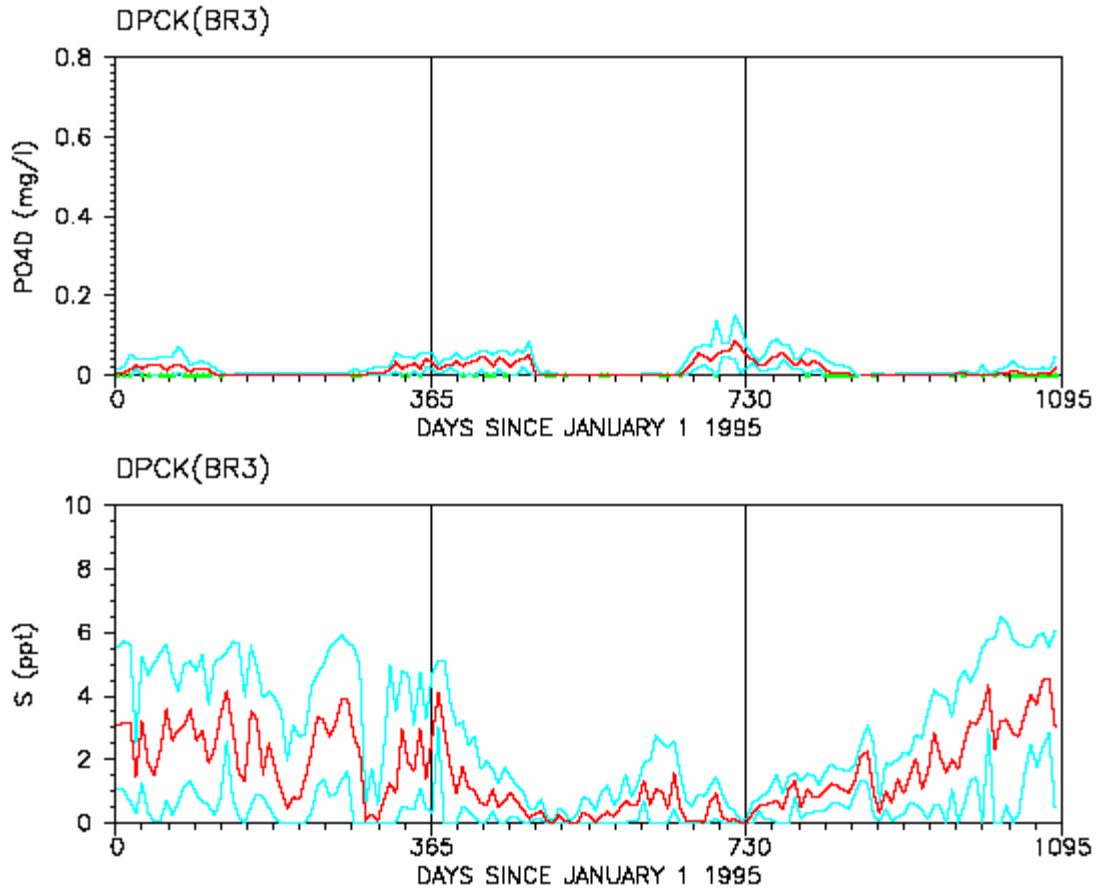 DPCK(BR3)
0.8
0.6
0.4
0.2
0
PO4D (mg/l)
0 365 730 1095
DAYS SINCE JANUARY 1 1995
DPCK(BR3)
10
8
6
4
2
0
S (ppt)
0 365 730 1095
DAYS SINCE JANUARY 1 1995